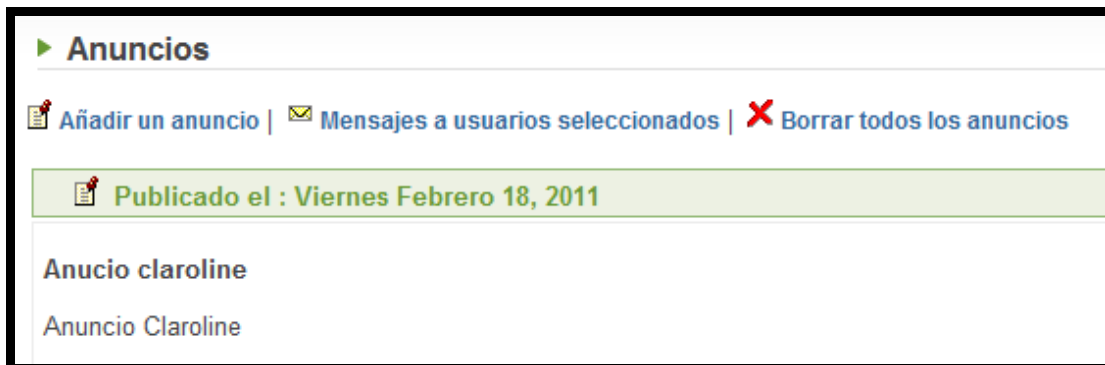 Anuncios
Añadir un anuncio | Mensajes a usuarios seleccionados | Borrar todos los anuncios
Publicado el : Viernes Febrero 18, 2011
Anucio claroline
Anuncio Claroline